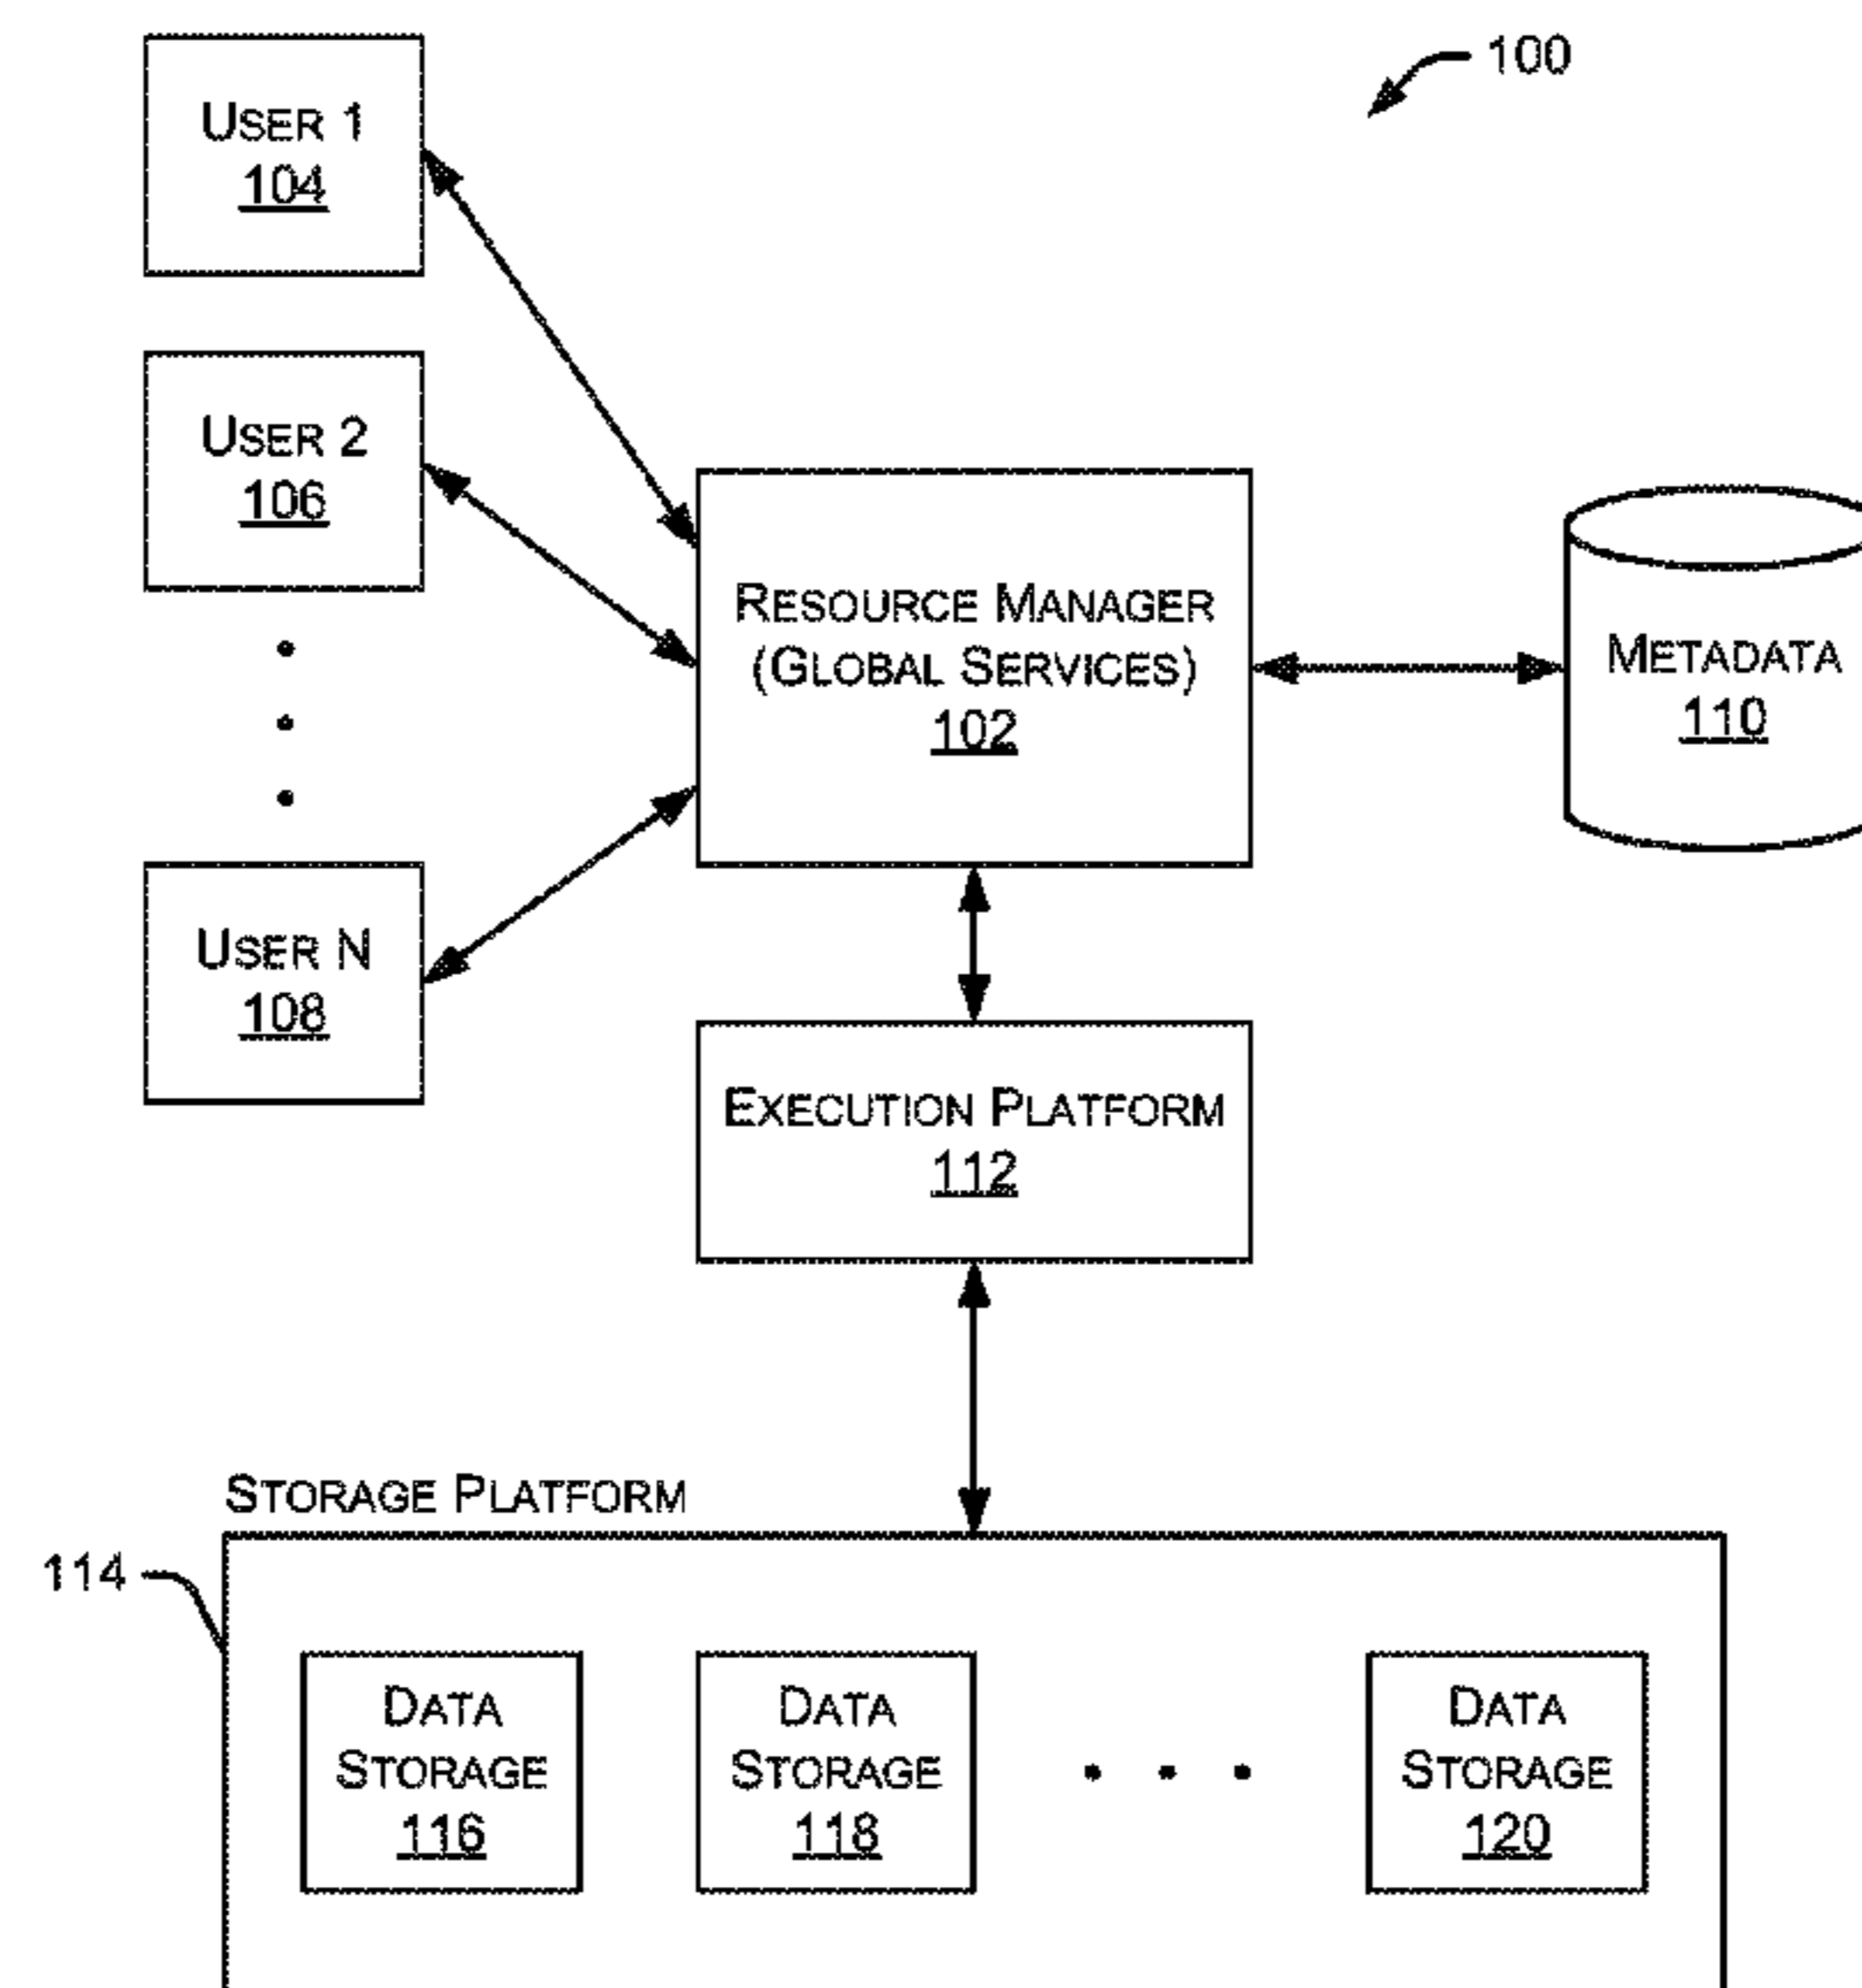 100
USER 1
104
USER 2
106
USER N
108
RESOURCE MANAGER
(GLOBAL SERVICES)
102
METADATA
110
EXECUTION PLATFORM
112
STORAGE PLATFORM
114
DATA
STORAGE
116
DATA
STORAGE
118
DATA
STORAGE
120